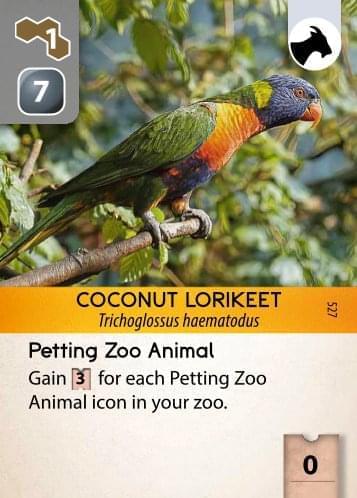 1
7
COCONUT LORIKEET
Trichoglossus haematodus
527
Petting Zoo Animal
Gain 3 for each Petting Zoo
Animal icon in your zoo.
0